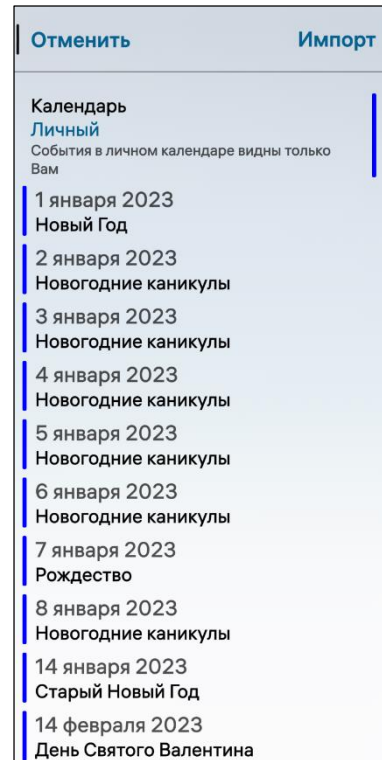 Отменить Импорт
Календарь
Личный
События в личном календаре видны только
Вам
1 января 2023
Новый Год
2 января 2023
Новогодние каникулы
3 января 2023
Новогодние каникулы
4 января 2023
Новогодние каникулы
5 января 2023
Новогодние каникулы
6 января 2023
Новогодние каникулы
7 января 2023
Рождество
8 января 2023
Новогодние каникулы
14 января 2023
Старый Новый Год
14 февраля 2023
День Святого Валентина